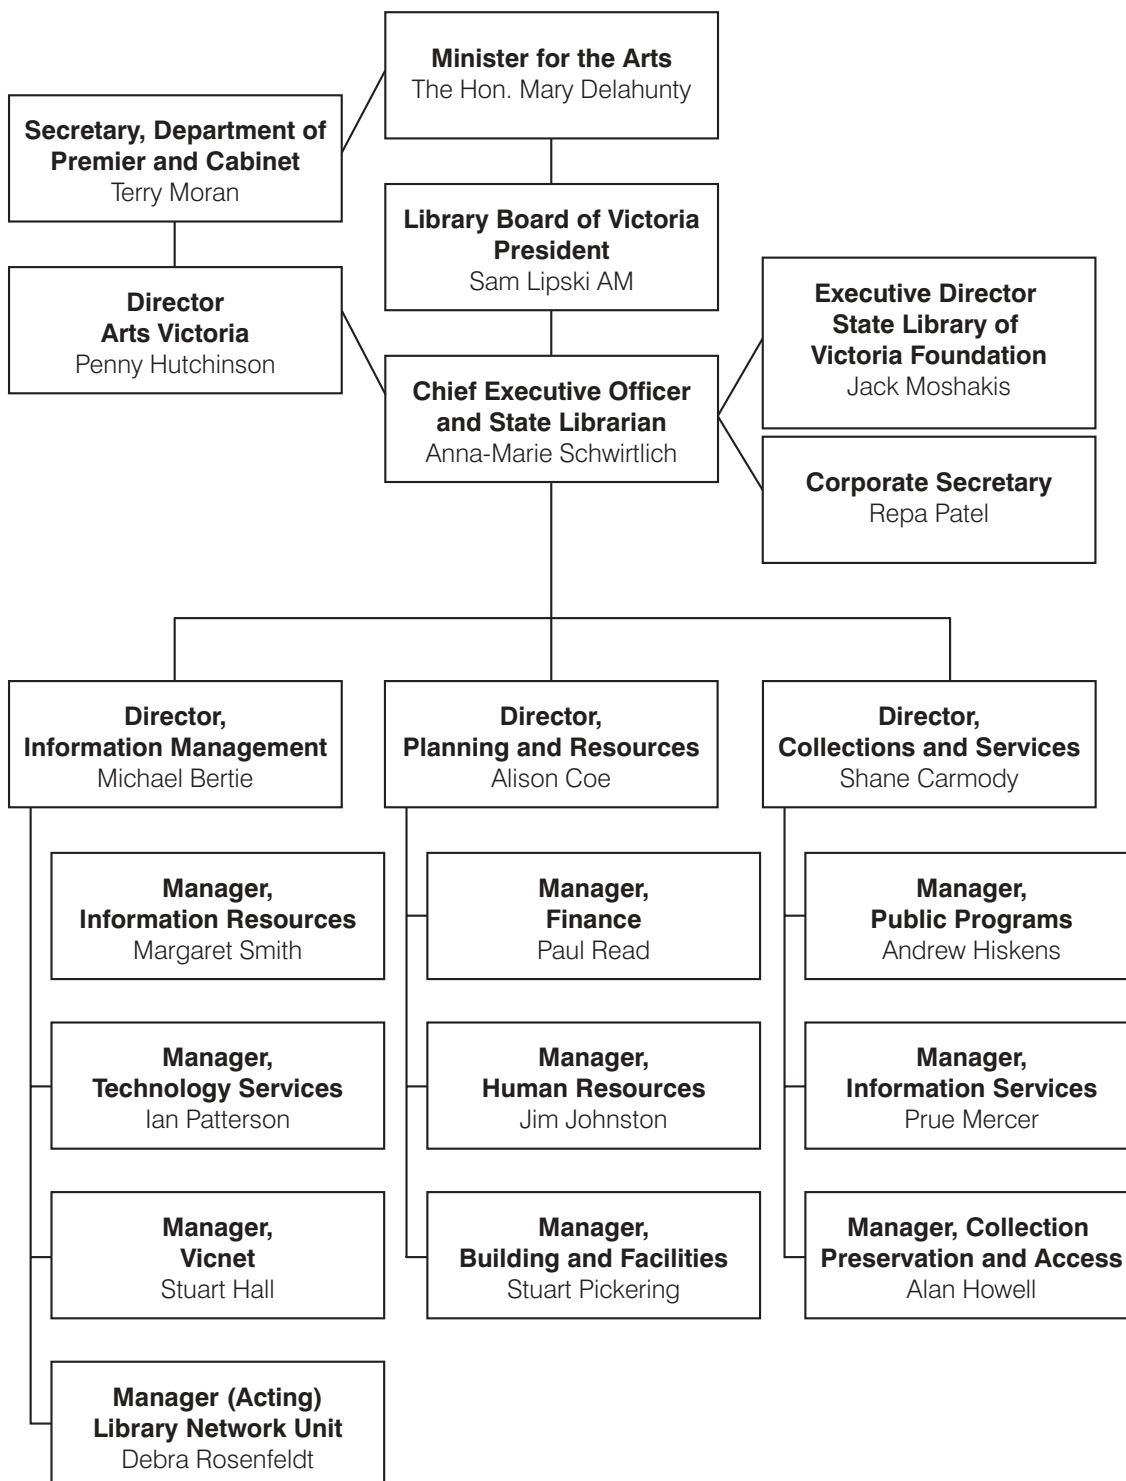 Minister for the Arts
The Hon. Mary Delahunty
Secretary, Department of
Premier and Cabinet
Terry Moran
Library Board of Victoria
President
Sam Lipski AM
Director
Arts Victoria
Penny Hutchinson
Executive Director
State Library of
Victoria Foundation
Jack Moshakis
Chief Executive Officer
and State Librarian
Anna-Marie Schwirtlich
Corporate Secretary
Repa Patel
Director,
Information Management
Michael Bertie
Director,
Planning and Resources
Alison Coe
Director,
Collections and Services
Shane Carmody
Manager,
Information Resources
Margaret Smith
Manager,
Finance
Paul Read
Manager,
Public Programs
Andrew Hiskens
Manager,
Technology Services
Ian Patterson
Manager,
Human Resources
Jim Johnston
Manager,
Information Services
Prue Mercer
Manager,
Vicnet
Stuart Hall
Manager,
Building and Facilities
Stuart Pickering
Manager, Collection
Preservation and Access
Alan Howell
Manager (Acting)
Library Network Unit
Debra Rosenfeldt